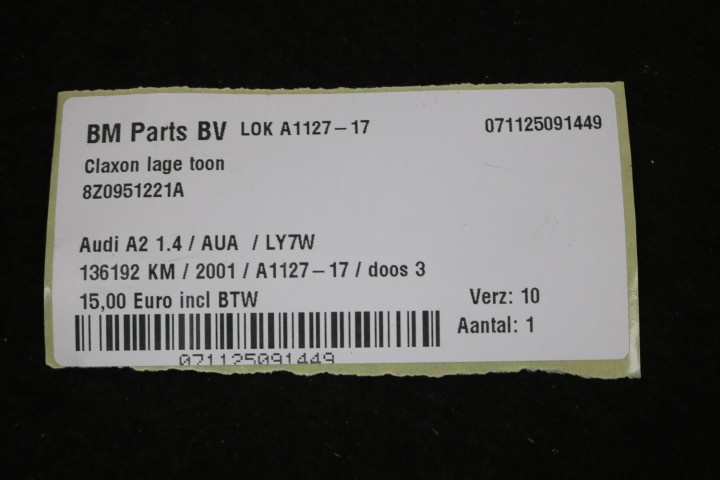 BM Parts BV LOK A1127-17 071125091449
Claxon lage toon
8Z0951221A
Audi A2 1.4 / AUA / LY7W
136192 KM / 2001 / A1127-17 / doos 3
15,00 Euro incl BTW Verz: 10
Aantal: 1
071125091449